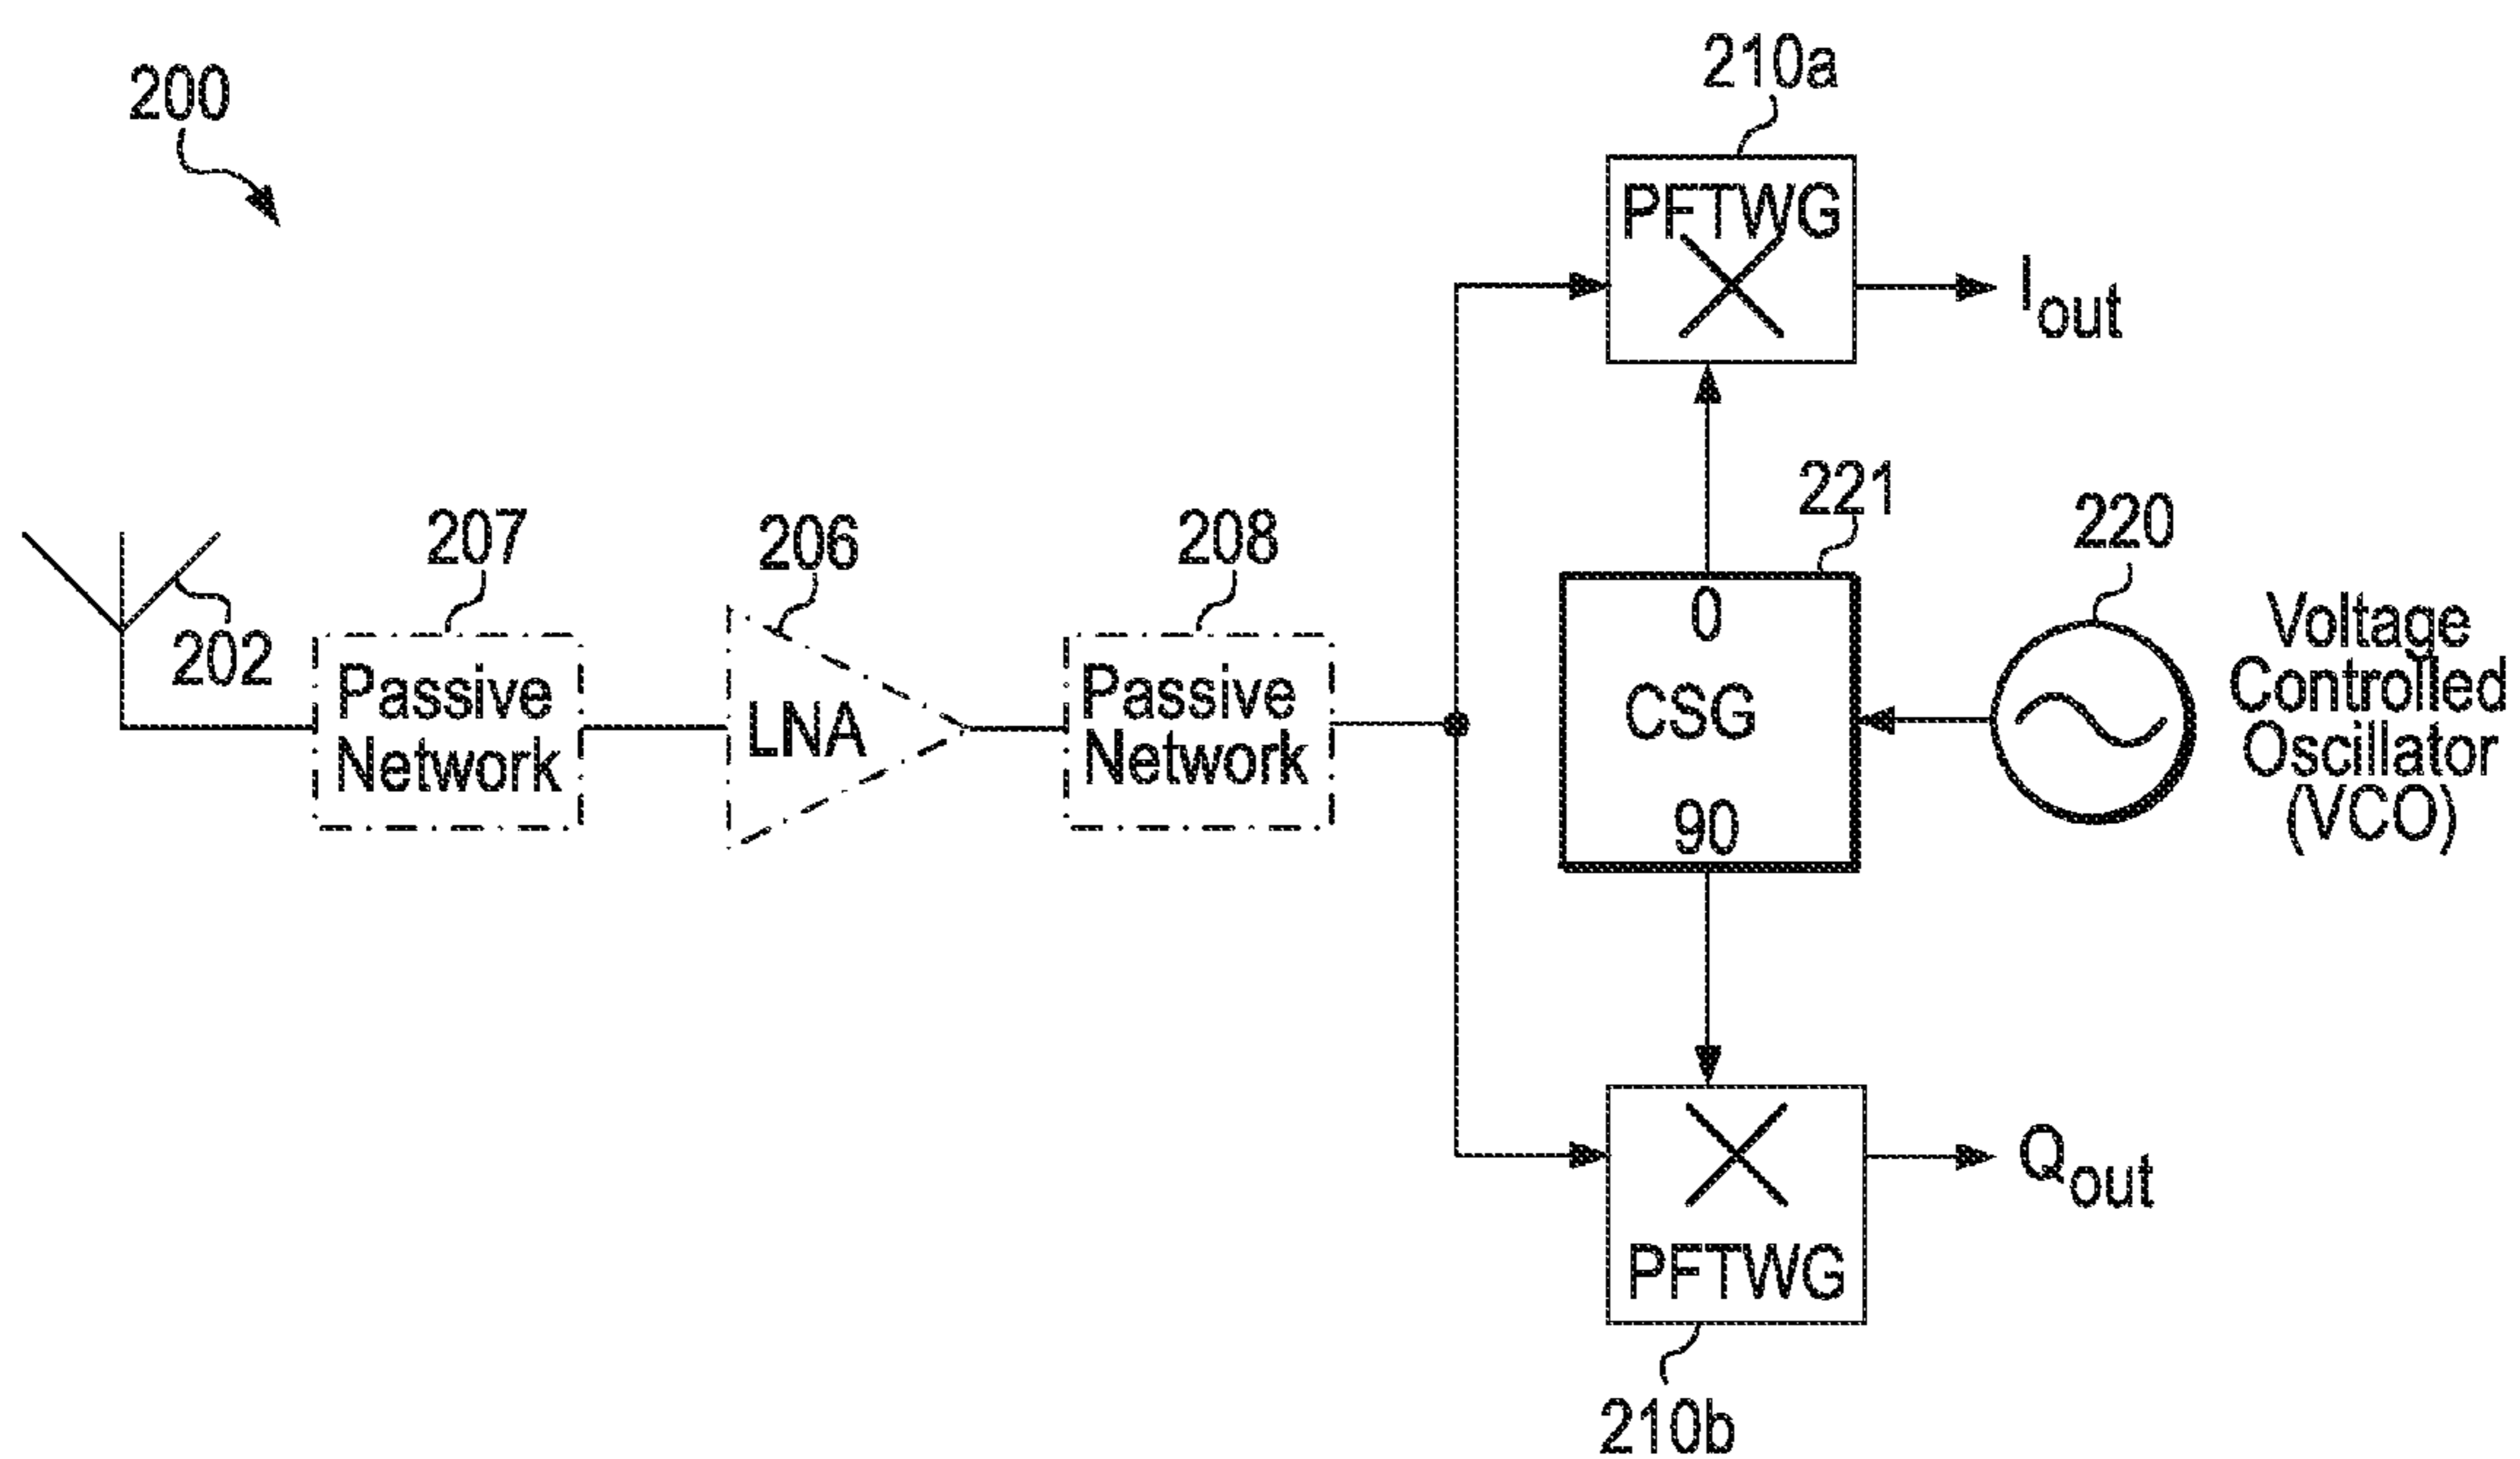 200
210a
PFTWG
Iout
221
220
207
206
208
202
Passive
Network
LNA
Passive
Network
0
CSG
90
Voltage
Controlled
Oscillator
(VCO)
Qout
PFTWG
210b